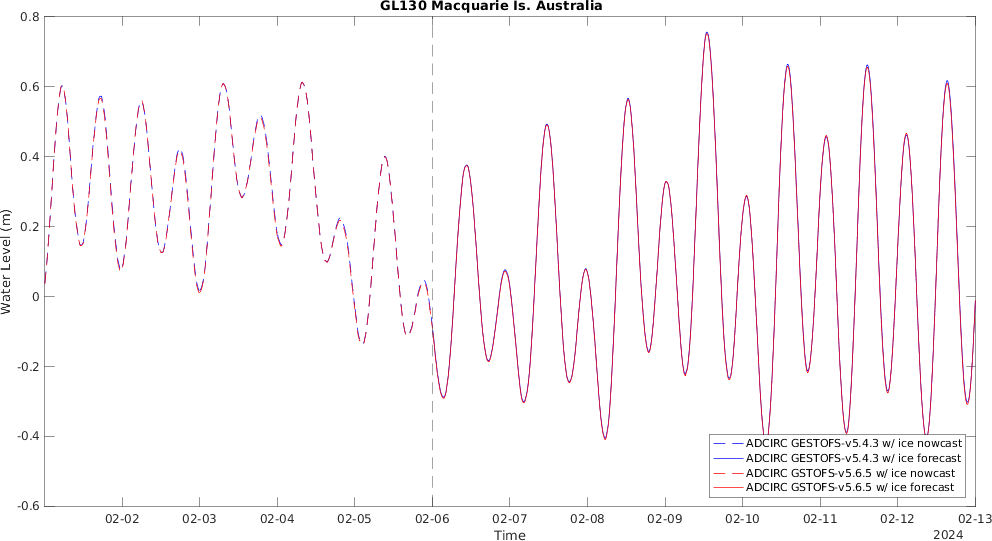 GL130 Macquarie Is. Australia
0.8
0.6
0.4
0.2
0
-0.2
-0.4
-0.6
Water Level (m)
ADCIRC GESTOFS-v5.4.3 w/ ice nowcast
ADCIRC GESTOFS-v5.4.3 w/ ice forecast
ADCIRC GSTOFS-v5.6.5 w/ ice nowcast
ADCIRC GSTOFS-v5.6.5 w/ ice forecast
02-02 02-03 02-04 02-05 02-06 02-07 02-08 02-09 02-10 02-11 02-12 02-13
Time
2024